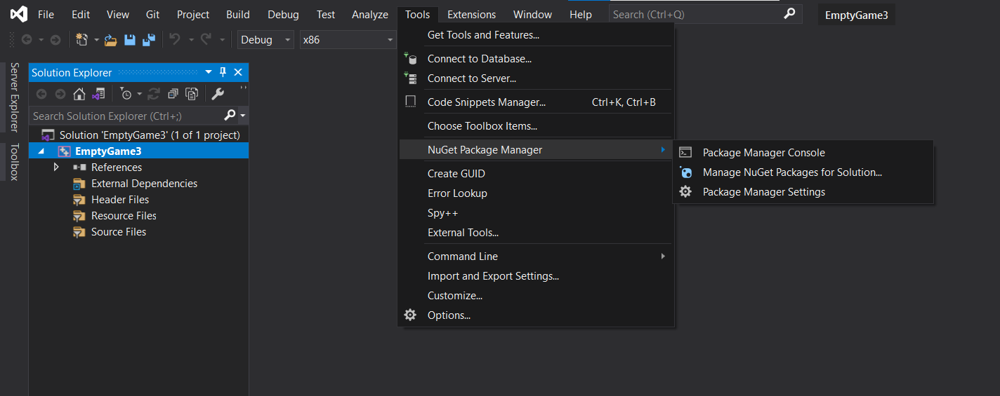 File Edit View Git Project Build Debug Test Analyze Tools Extensions Window Help Search (Ctrl+Q) EmptyGame3
Debug x86
Server Explorer
Toolbox
Solution Explorer
Search Solution Explorer (Ctrl+;)
Solution 'EmptyGame3' (1 of 1 project)
EmptyGame3
References
External Dependencies
Header Files
Resource Files
Source Files
Get Tools and Features...
Connect to Database...
Connect to Server...
Code Snippets Manager... Ctrl+K, Ctrl+B
Choose Toolbox Items...
NuGet Package Manager
Create GUID
Error Lookup
Spy++
External Tools...
Command Line
Import and Export Settings...
Customize...
Options...
Package Manager Console
Manage NuGet Packages for Solution...
Package Manager Settings